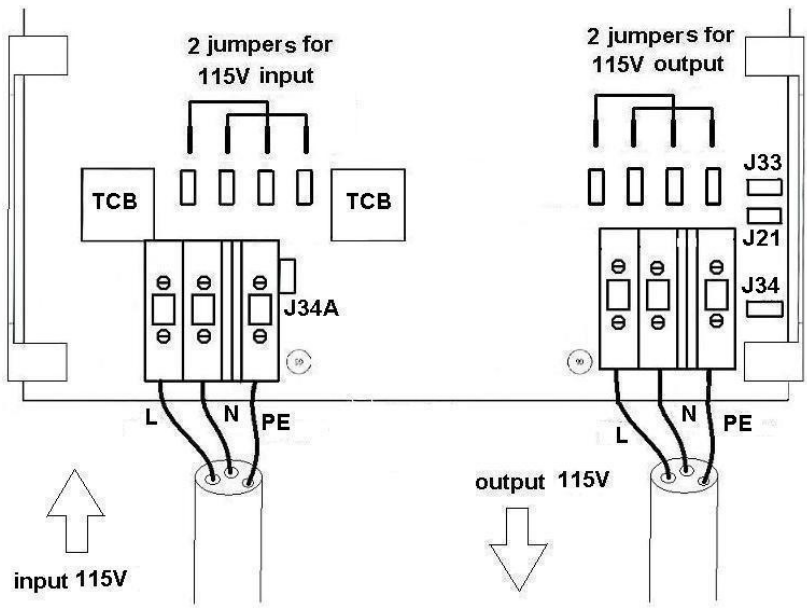 2 jumpers for
115V input
2 jumpers for
115V output
TCB
TCB
J33
J21
J34A
J34
L
N
PE
L
N
PE
input 115V
output 115V